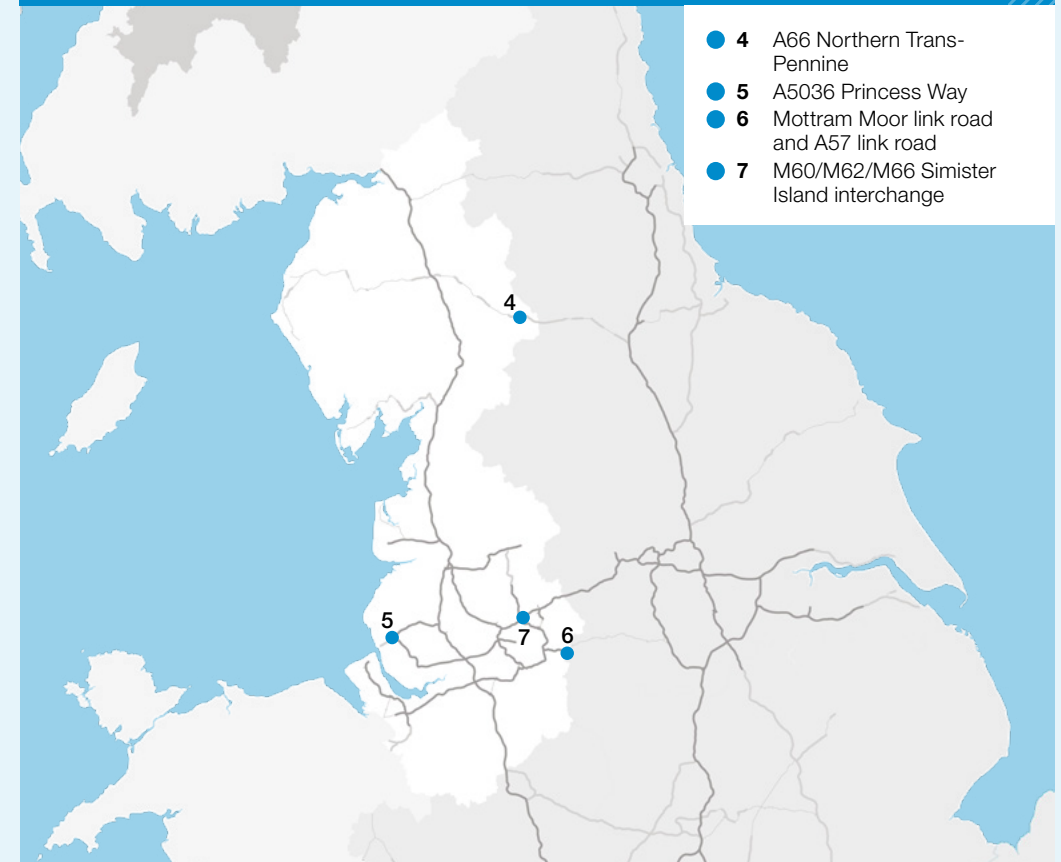 4 A66 Northern Trans-
Pennine
5 A5036 Princess Way
6 Mottram Moor link road
and A57 link road
7 M60/M62/M66 Simister
Island interchange
4
5
7
6